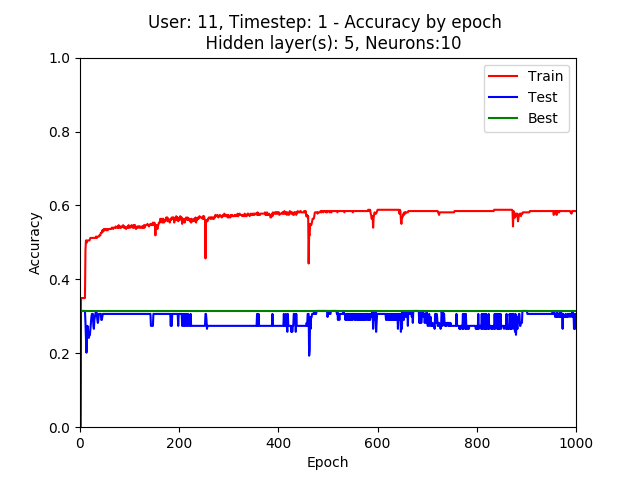 User: 11, Timestep: 1 - Accuracy by epoch
Hidden layer(s): 5, Neurons:10
1.0
0.8
0.6
0.4
0.2
0.0
Accuracy
Train
Test
Best
0 200 400 600 800 1000
Epoch